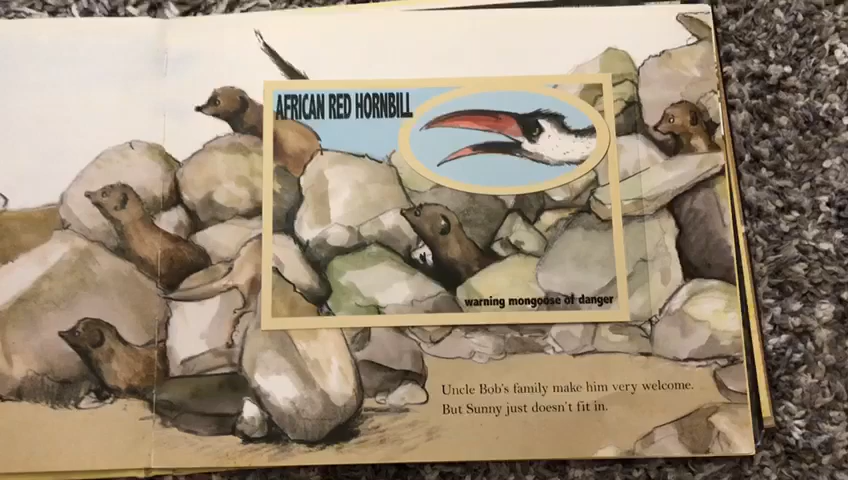 AFRICAN RED HORNBILL
warning mongoose of danger
Uncle Bob's family make him very welcome.
But Sunny just doesn't fit in.